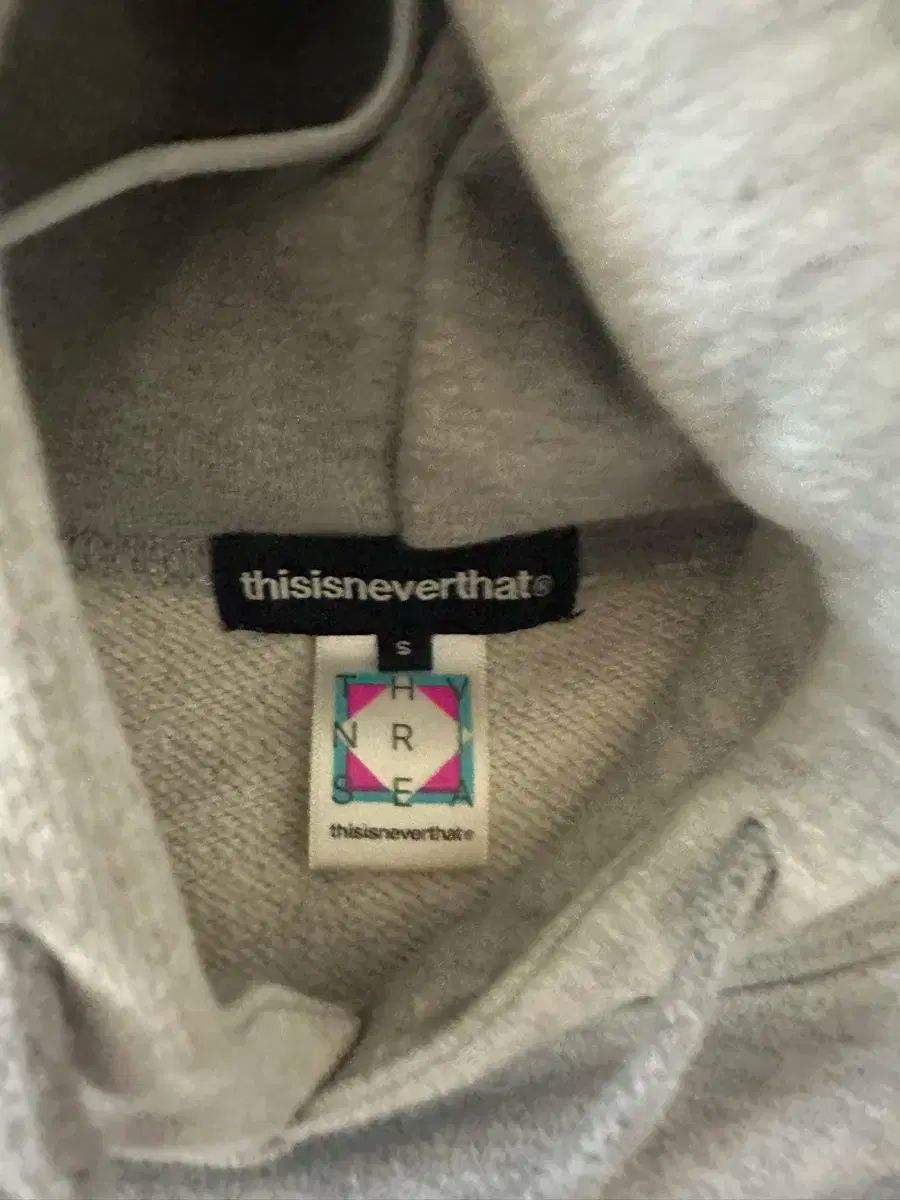 thisisneverthat®
S
T H Y
N R I
S E A
thisisneverthat®